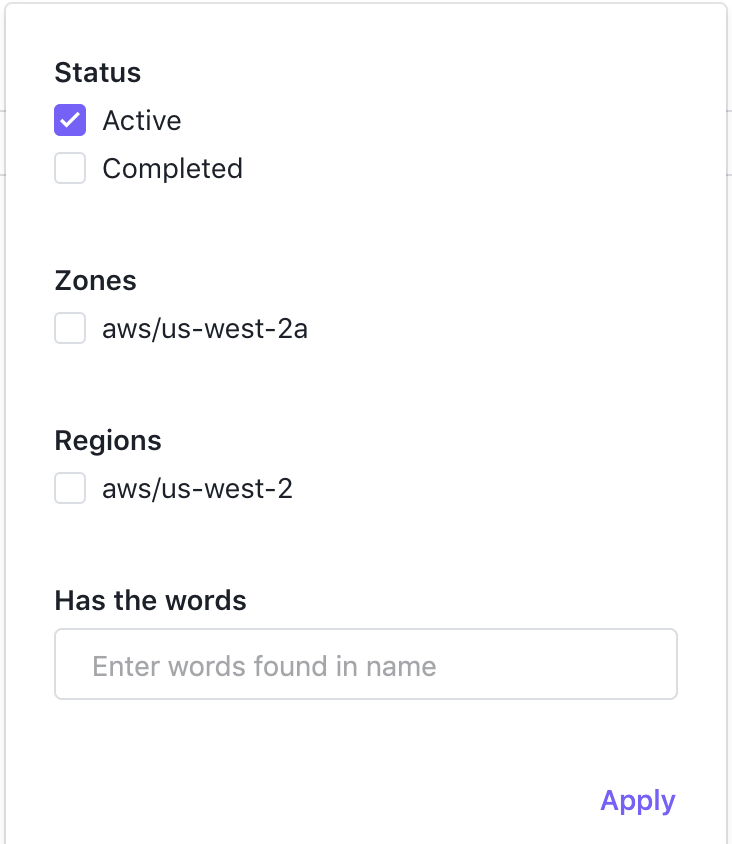 Status
Active
Completed
Zones
aws/us-west-2a
Regions
aws/us-west-2
Has the words
Enter words found in name
Apply